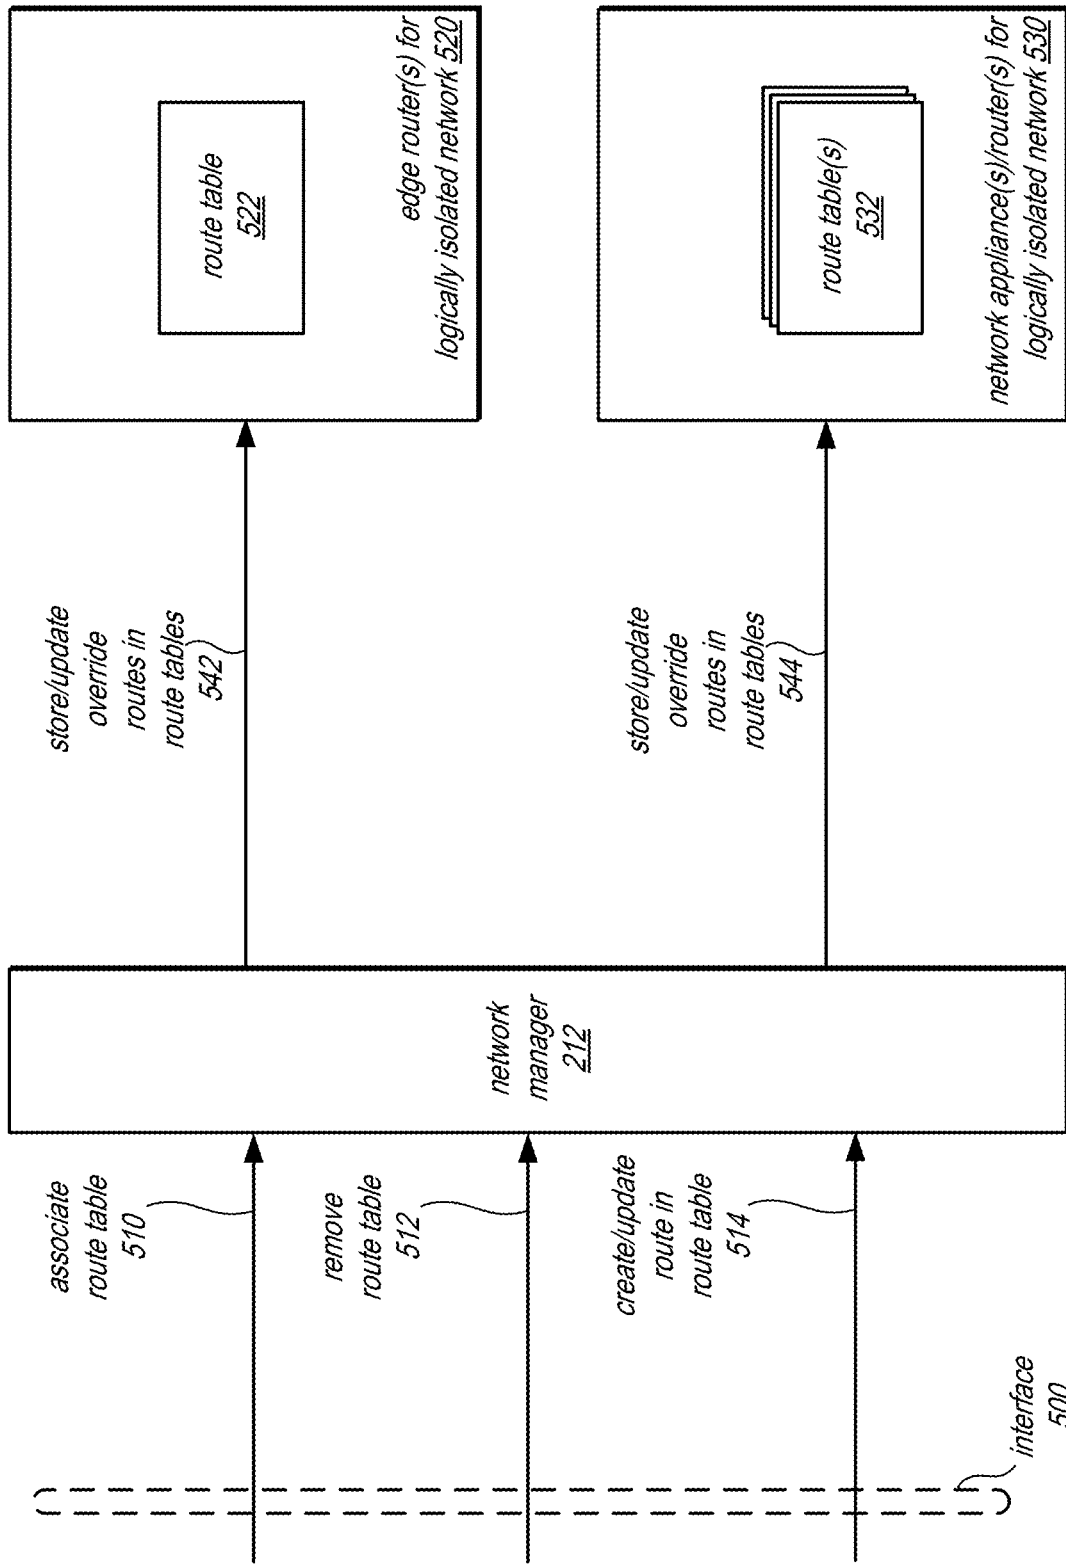 interface
500
associate
route table
510
remove
route table
512
create/update
route in
route table
514
network
manager
212
store/update
override
routes in
route tables
542
store/update
override
routes in
route tables
544
route table
522
edge router(s) for
logically isolated network 520
route table(s)
532
network appliance(s)/router(s) for
logically isolated network 530